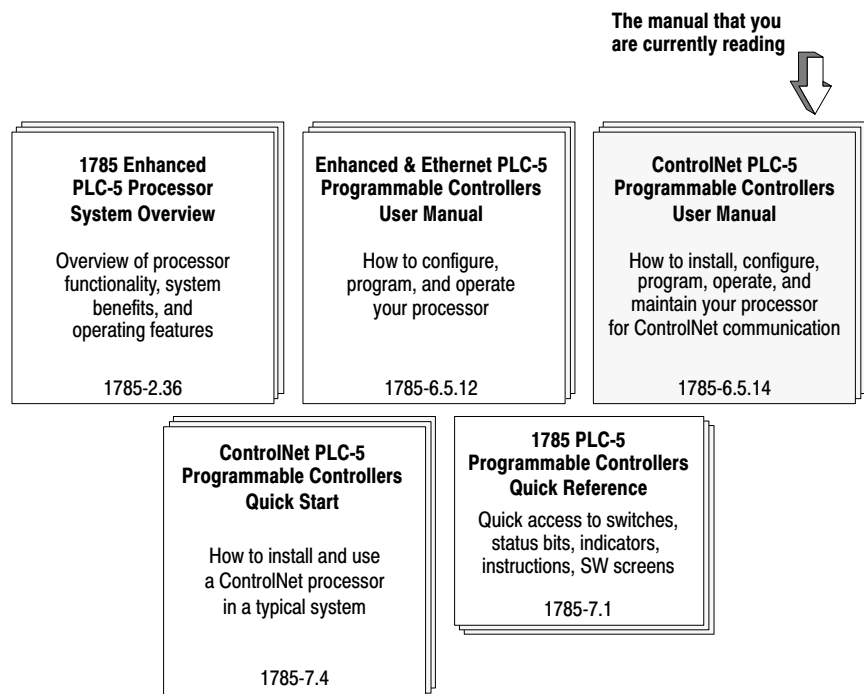 The manual that you
are currently reading
1785 Enhanced
PLC-5 Processor
System Overview
Overview of processor
functionality, system
benefits, and
operating features
1785-2.36
Enhanced & Ethernet PLC-5
Programmable Controllers
User Manual
How to configure,
program, and operate
your processor
1785-6.5.12
ControlNet PLC-5
Programmable Controllers
User Manual
How to install, configure,
program, operate, and
maintain your processor
for ControlNet communication
1785-6.5.14
ControlNet PLC-5
Programmable Controllers
Quick Start
How to install and use
a ControlNet processor
in a typical system
1785-7.4
1785 PLC-5
Programmable Controllers
Quick Reference
Quick access to switches,
status bits, indicators,
instructions, SW screens
1785-7.1